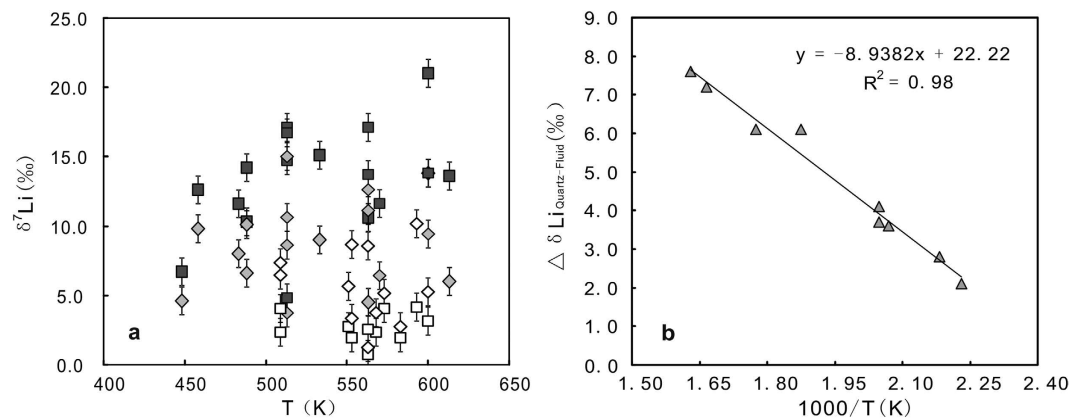 25.0
20.0
15.0
10.0
5.0
0.0
δ⁷Li(‰)
a
400 450 500 550 600 650
T (K)
9.0
8.0
7.0
6.0
5.0
4.0
3.0
2.0
1.0
0.0
△ δ Li Quartz-Fluid(‰)
y = -8.9382x + 22.22
R² = 0.98
b
1.50 1.65 1.80 1.95 2.10 2.25 2.40
1000/T(K)